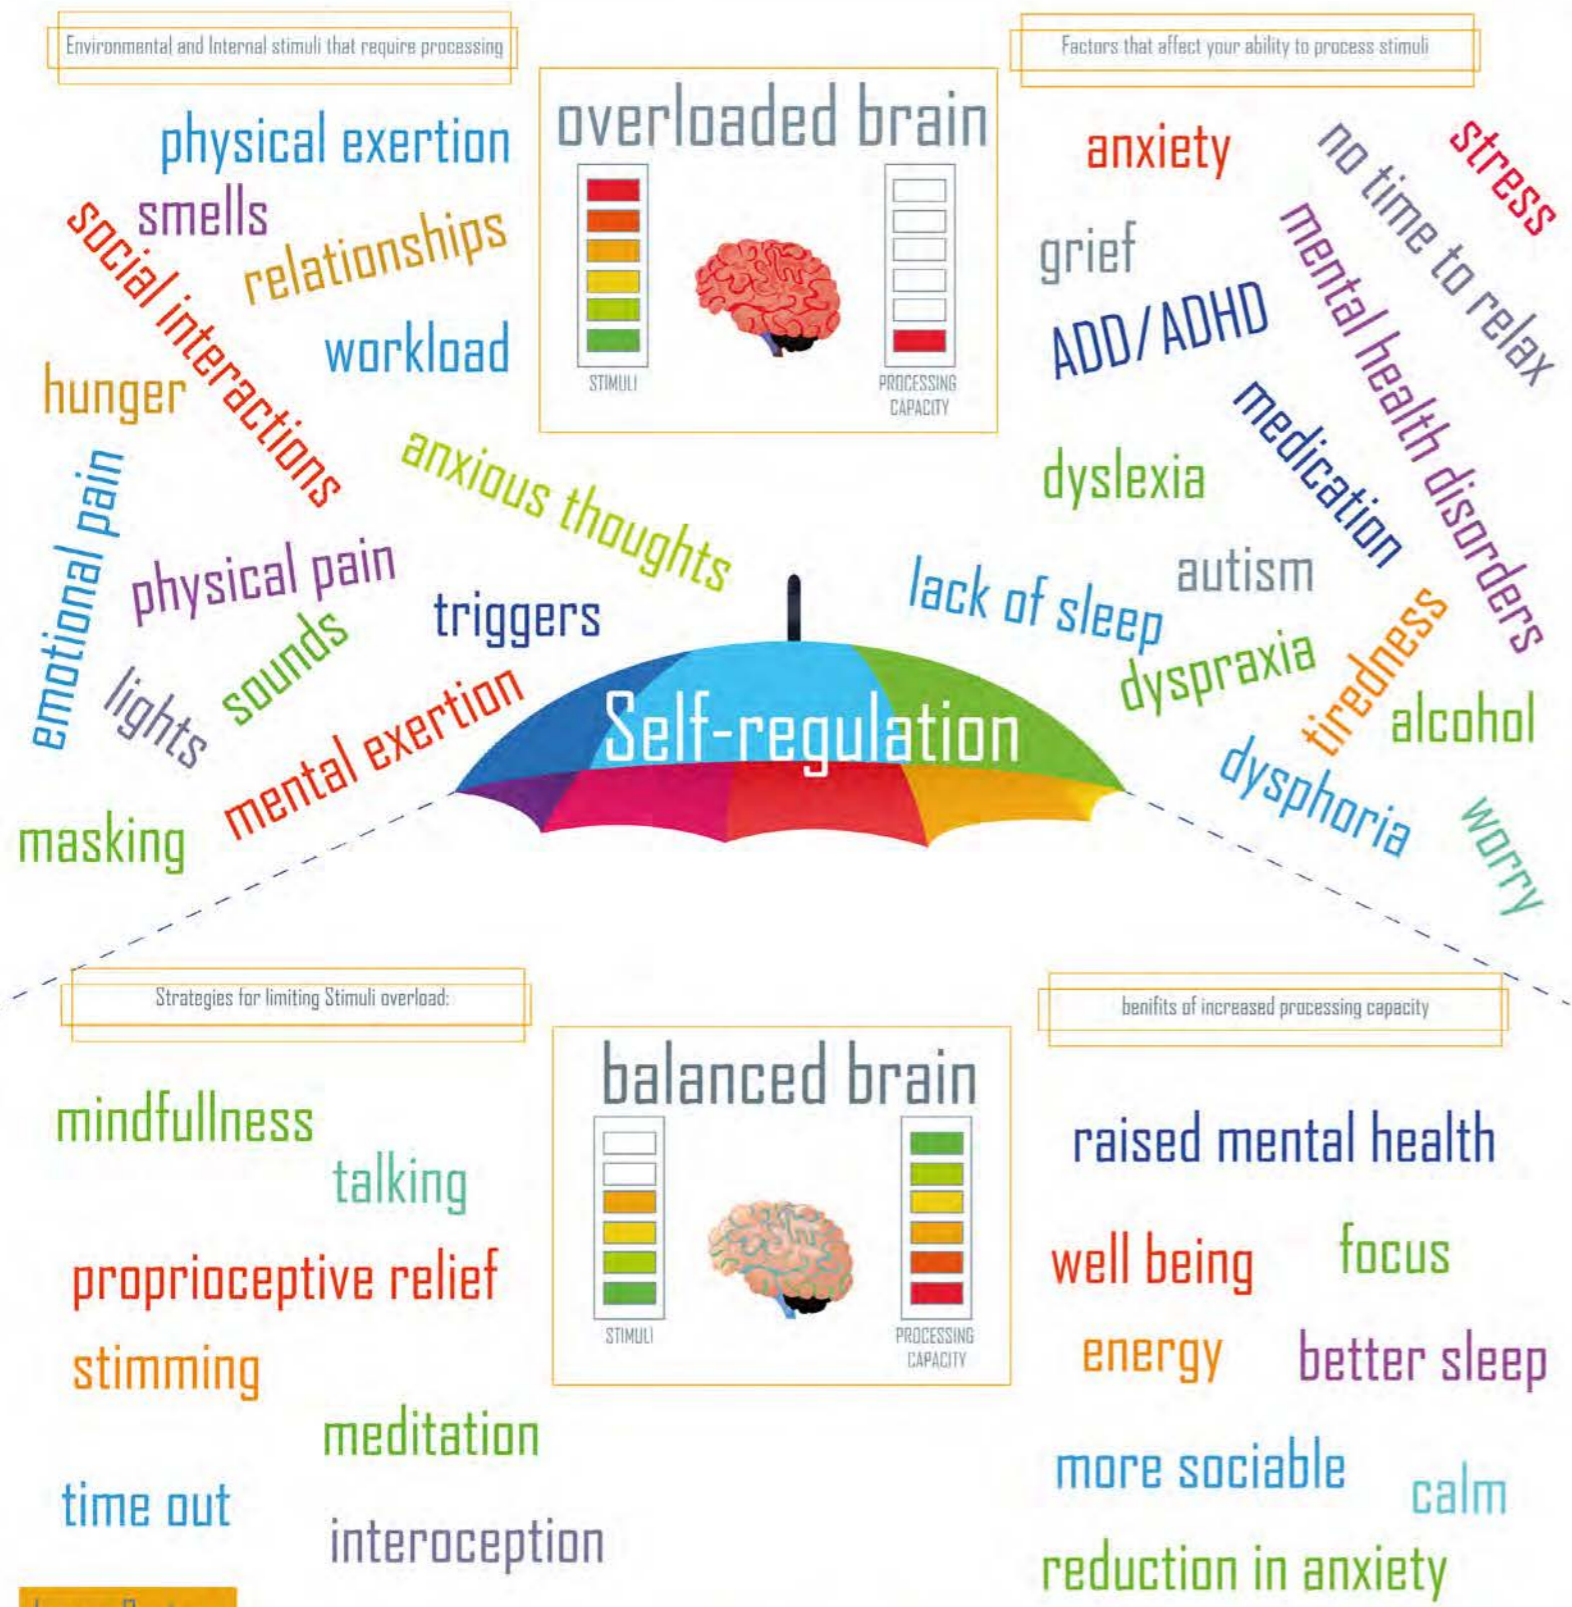 Environmental and Internal stimuli that require processing
physical exertion
smells
social interactions
relationships
workload
hunger
anxious thoughts
emotional pain
physical pain
triggers
sounds
lights
mental exertion
masking
overloaded brain
STIMULI
PROCESSING
CAPACITY
Factors that affect your ability to process stimuli
anxiety
no time to relax
stress
grief
mental health disorders
ADD/ADHD
medication
dyslexia
autism
lack of sleep
tiredness
dyspraxia
alcohol
dysphoria
worry
Self-regulation
Strategies for limiting Stimuli overload:
mindfullness
talking
proprioceptive relief
stimming
meditation
time out
interoception
balanced brain
STIMULI
PROCESSING
CAPACITY
benifits of increased processing capacity
raised mental health
well being
focus
energy
better sleep
more sociable
calm
reduction in anxiety